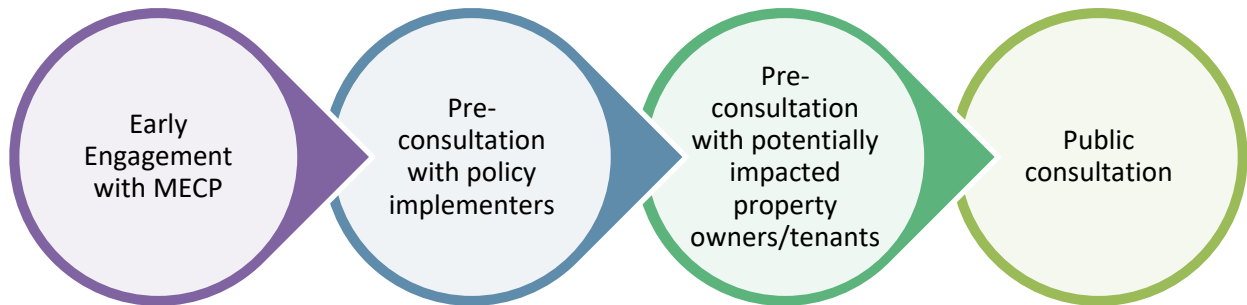 Early
Engagement
with MECP
Pre-
consultation
with policy
implementers
Pre-
consultation
with potentially
impacted
property
owners/tenants
Public
consultation